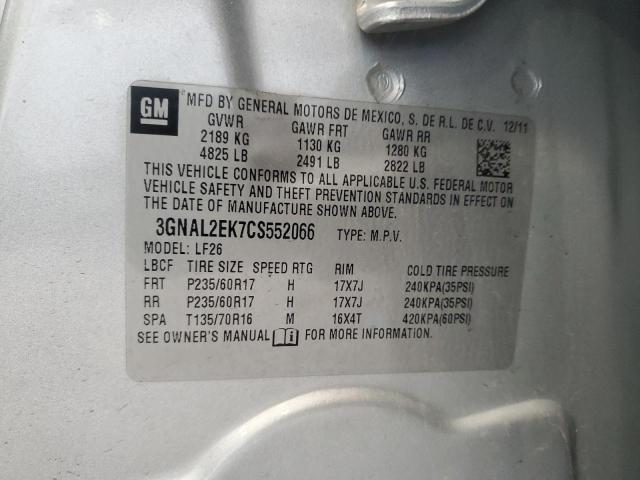 GM
MFD BY GENERAL MOTORS DE MEXICO, S. DE R.L. DE C.V. 12/11
GVWR GAWR FRT GAWR RR
2189 KG 1130 KG 1280 KG
4825 LB 2491 LB 2822 LB
THIS VEHICLE CONFORMS TO ALL APPLICABLE U.S. FEDERAL MOTOR
VEHICLE SAFETY AND THEFT PREVENTION STANDARDS IN EFFECT ON
THE DATE OF MANUFACTURE SHOWN ABOVE.
3GNAL2EK7CS552066 TYPE: M.P.V.
MODEL: LF26
LBCF TIRE SIZE SPEED RTG RIM COLD TIRE PRESSURE
FRT P235/60R17 H 17X7J 240KPA(35PSI)
RR P235/60R17 H 17X7J 240KPA(35PSI)
SPA T135/70R16 M 16X4T 420KPA(60PSI)
SEE OWNER'S MANUAL i FOR MORE INFORMATION.